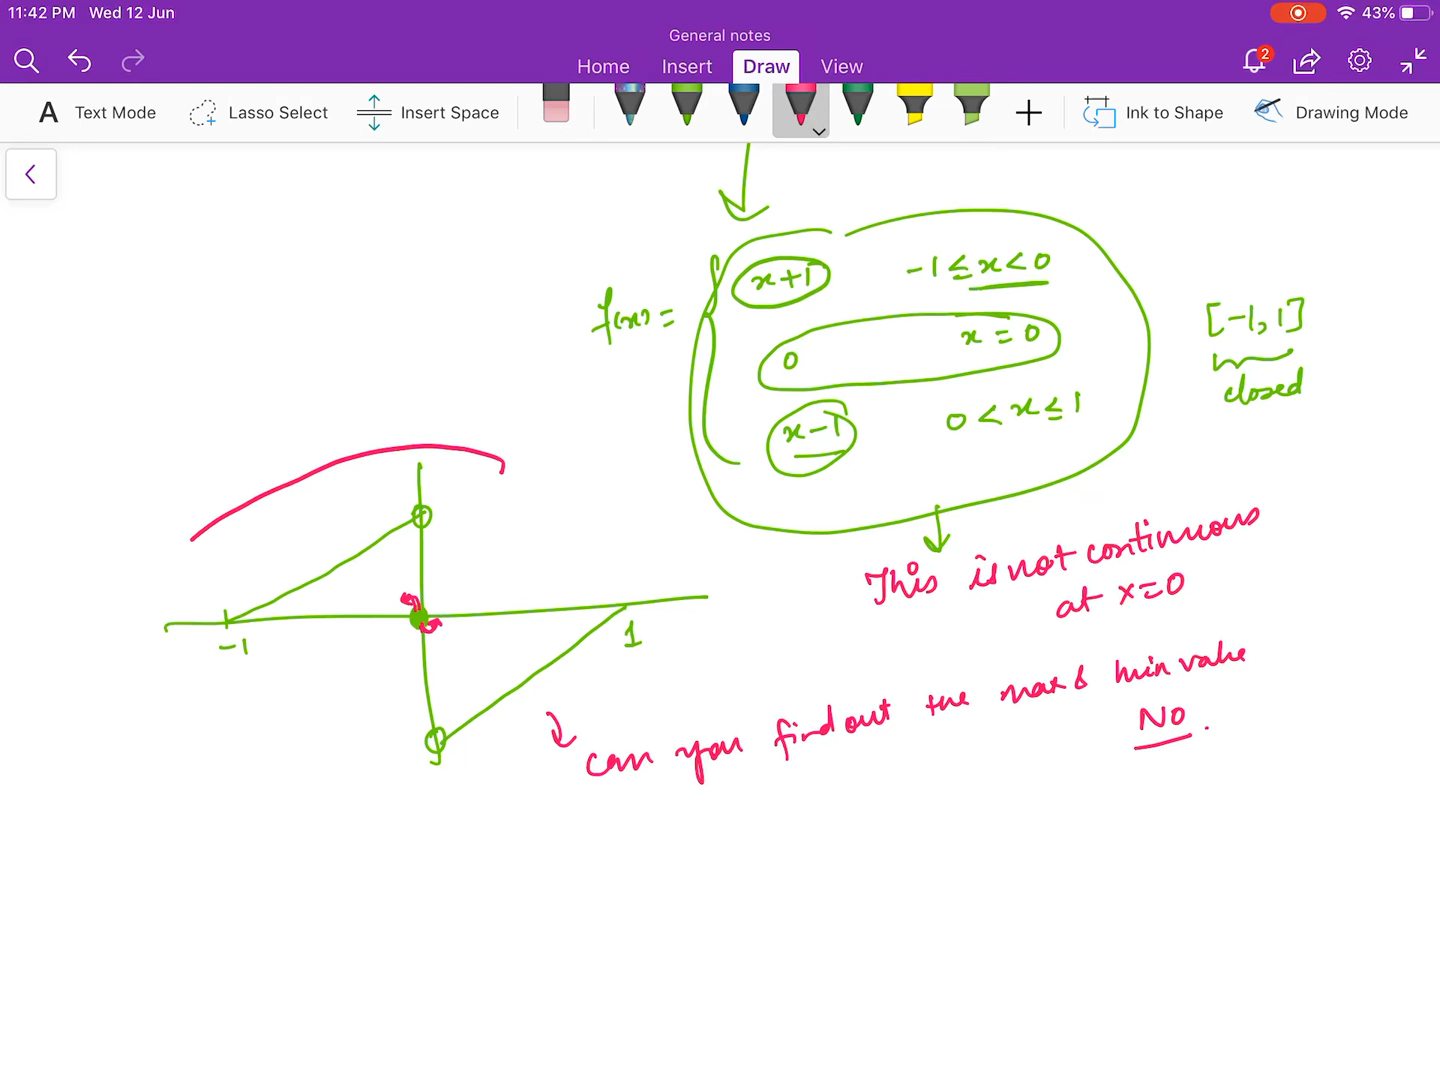 11:42 PM Wed 12 Jun
43%
General notes
Home Insert Draw View
2
A Text Mode Lasso Select Insert Space Ink to Shape Drawing Mode
f(x) = { x+1 -1 ≤ x < 0
0 x = 0
x-1 0 < x ≤ 1
[-1, 1]
closed
-1
1
This is not continuous
at x=0
can you find out the max & min value
NO.